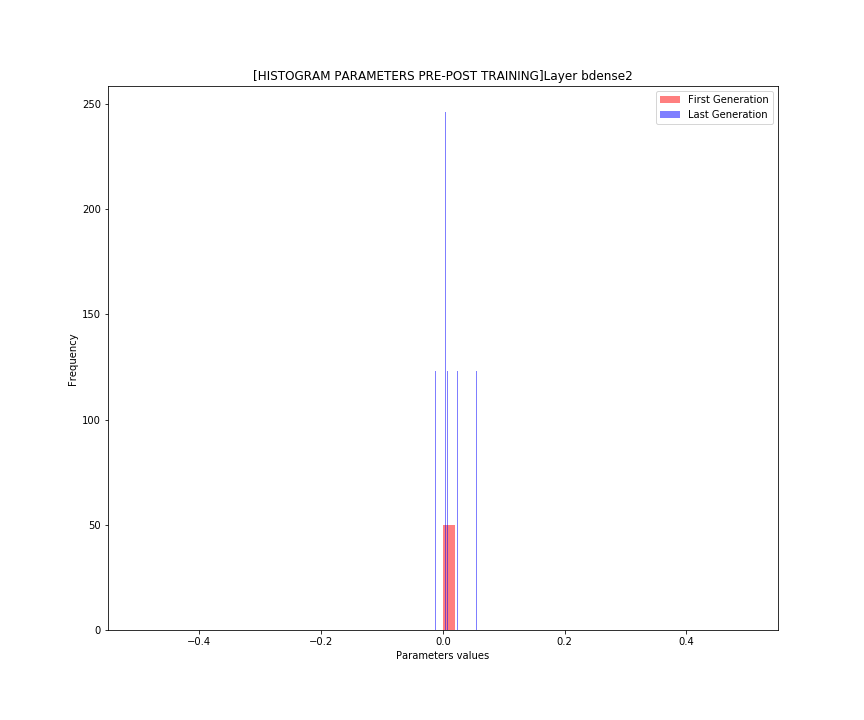 [HISTOGRAM PARAMETERS PRE-POST TRAINING]Layer bdense2
First Generation
Last Generation
250
200
150
100
50
0
Frequency
−0.4
−0.2
0.0
0.2
0.4
Parameters values